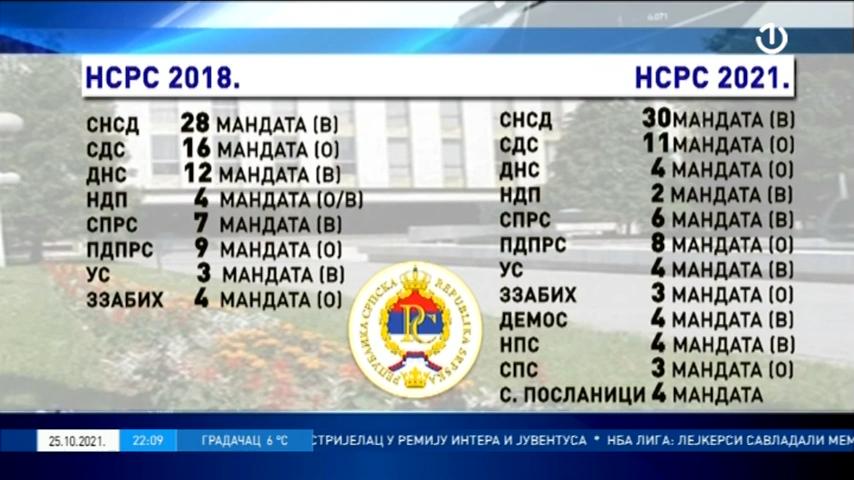 НСРС 2018.
СНСД 28 МАНДАТА (В)
СДС 16 МАНДАТА (О)
ДНС 12 МАНДАТА (В)
НДП 4 МАНДАТА (О/В)
СПРС 7 МАНДАТА (В)
ПДПРС 9 МАНДАТА (О)
УС 3 МАНДАТА (В)
ЗЗАБИХ 4 МАНДАТА (О)
НСРС 2021.
СНСД 30 МАНДАТА (В)
СДС 11 МАНДАТА (О)
ДНС 4 МАНДАТА (О)
НДП 2 МАНДАТА (В)
СПРС 6 МАНДАТА (В)
ПДПРС 8 МАНДАТА (О)
УС 4 МАНДАТА (В)
ЗЗАБИХ 3 МАНДАТА (О)
ДЕМОС 4 МАНДАТА (В)
НПС 4 МАНДАТА (В)
СПС 3 МАНДАТА (О)
С. ПОСЛАНИЦИ 4 МАНДАТА
РЕПУБЛИКА СРПСКА REPUBLIKA SRPSKA
РС
1
25.10.2021. 22:09 ГРАДАЧАЦ 6 °C СТРИЈЕЛАЦ У РЕМИЈУ ИНТЕРА И ЈУВЕНТУСА * НБА ЛИГА: ЛЕЈКЕРСИ САВЛАДАЛИ МЕМ